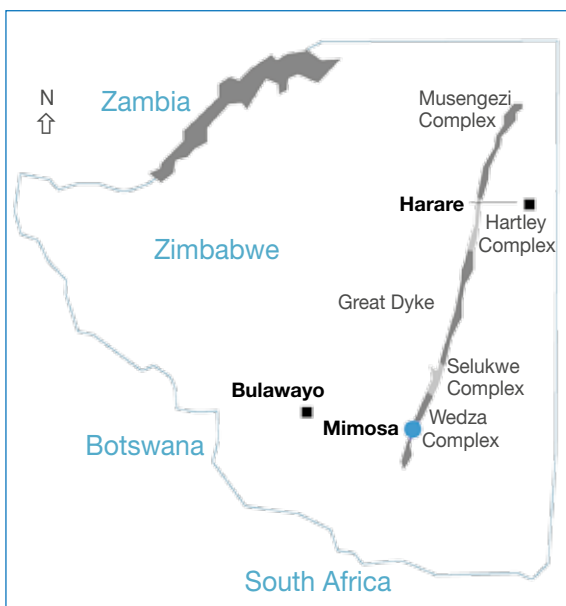 N
Zambia
Musengezi
Complex
Harare
Hartley
Complex
Zimbabwe
Great Dyke
Selukwe
Complex
Bulawayo
Mimosa
Wedza
Complex
Botswana
South Africa